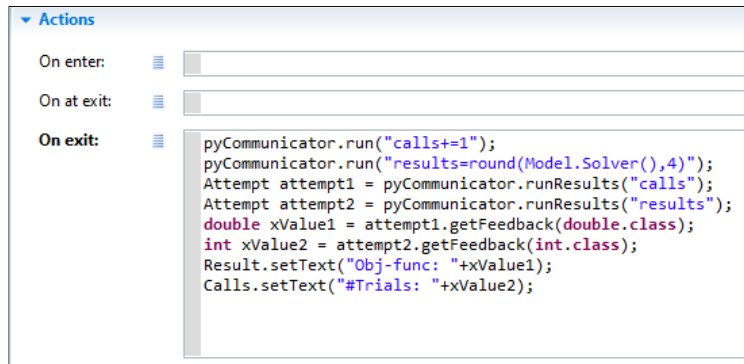 Actions
On enter:
On at exit:
On exit:
pyCommunicator.run("calls+=1");
pyCommunicator.run("results=round(Model.Solver(),4)");
Attempt attempt1 = pyCommunicator.runResults("calls");
Attempt attempt2 = pyCommunicator.runResults("results");
double xValue1 = attempt1.getFeedback(double.class);
int xValue2 = attempt2.getFeedback(int.class);
Result.setText("Obj-func: "+xValue1);
Calls.setText("#Trials: "+xValue2);